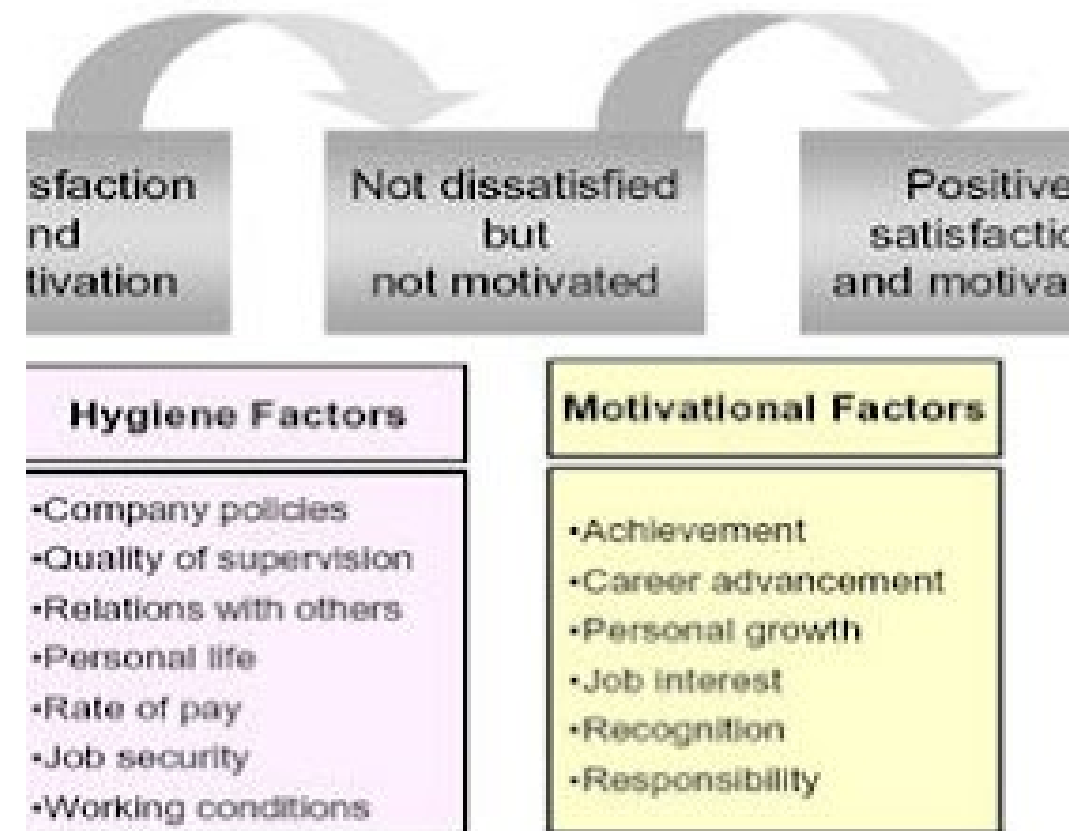 sfaction
nd
tivation
Not dissatisfied
but
not motivated
Positive
satisfactio
and motiva
Hygiene Factors
•Company policies
•Quality of supervision
•Relations with others
•Personal life
•Rate of pay
•Job security
•Working conditions
Motivational Factors
•Achievement
•Career advancement
•Personal growth
•Job interest
•Recognition
•Responsibility